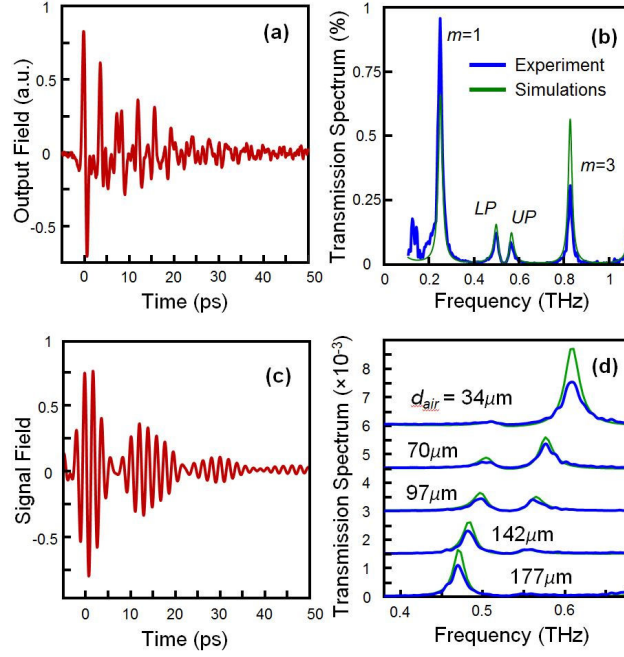 (a)
Output Field (a.u.)
1
0.5
0
-0.5
0 10 20 30 40 50
Time (ps)
(b)
Transmission Spectrum (%)
1
0.75
0.5
0.25
0
m=1
Experiment
Simulations
LP
UP
m=3
0 0.2 0.4 0.6 0.8 1
Frequency (THz)
(c)
Signal Field
1
0.5
0
-0.5
0 10 20 30 40 50
Time (ps)
(d)
Transmission Spectrum (×10⁻³)
8
7
6
5
4
3
2
1
0
d_air = 34μm
70μm
97μm
142μm
177μm
0.4 0.5 0.6
Frequency (THz)